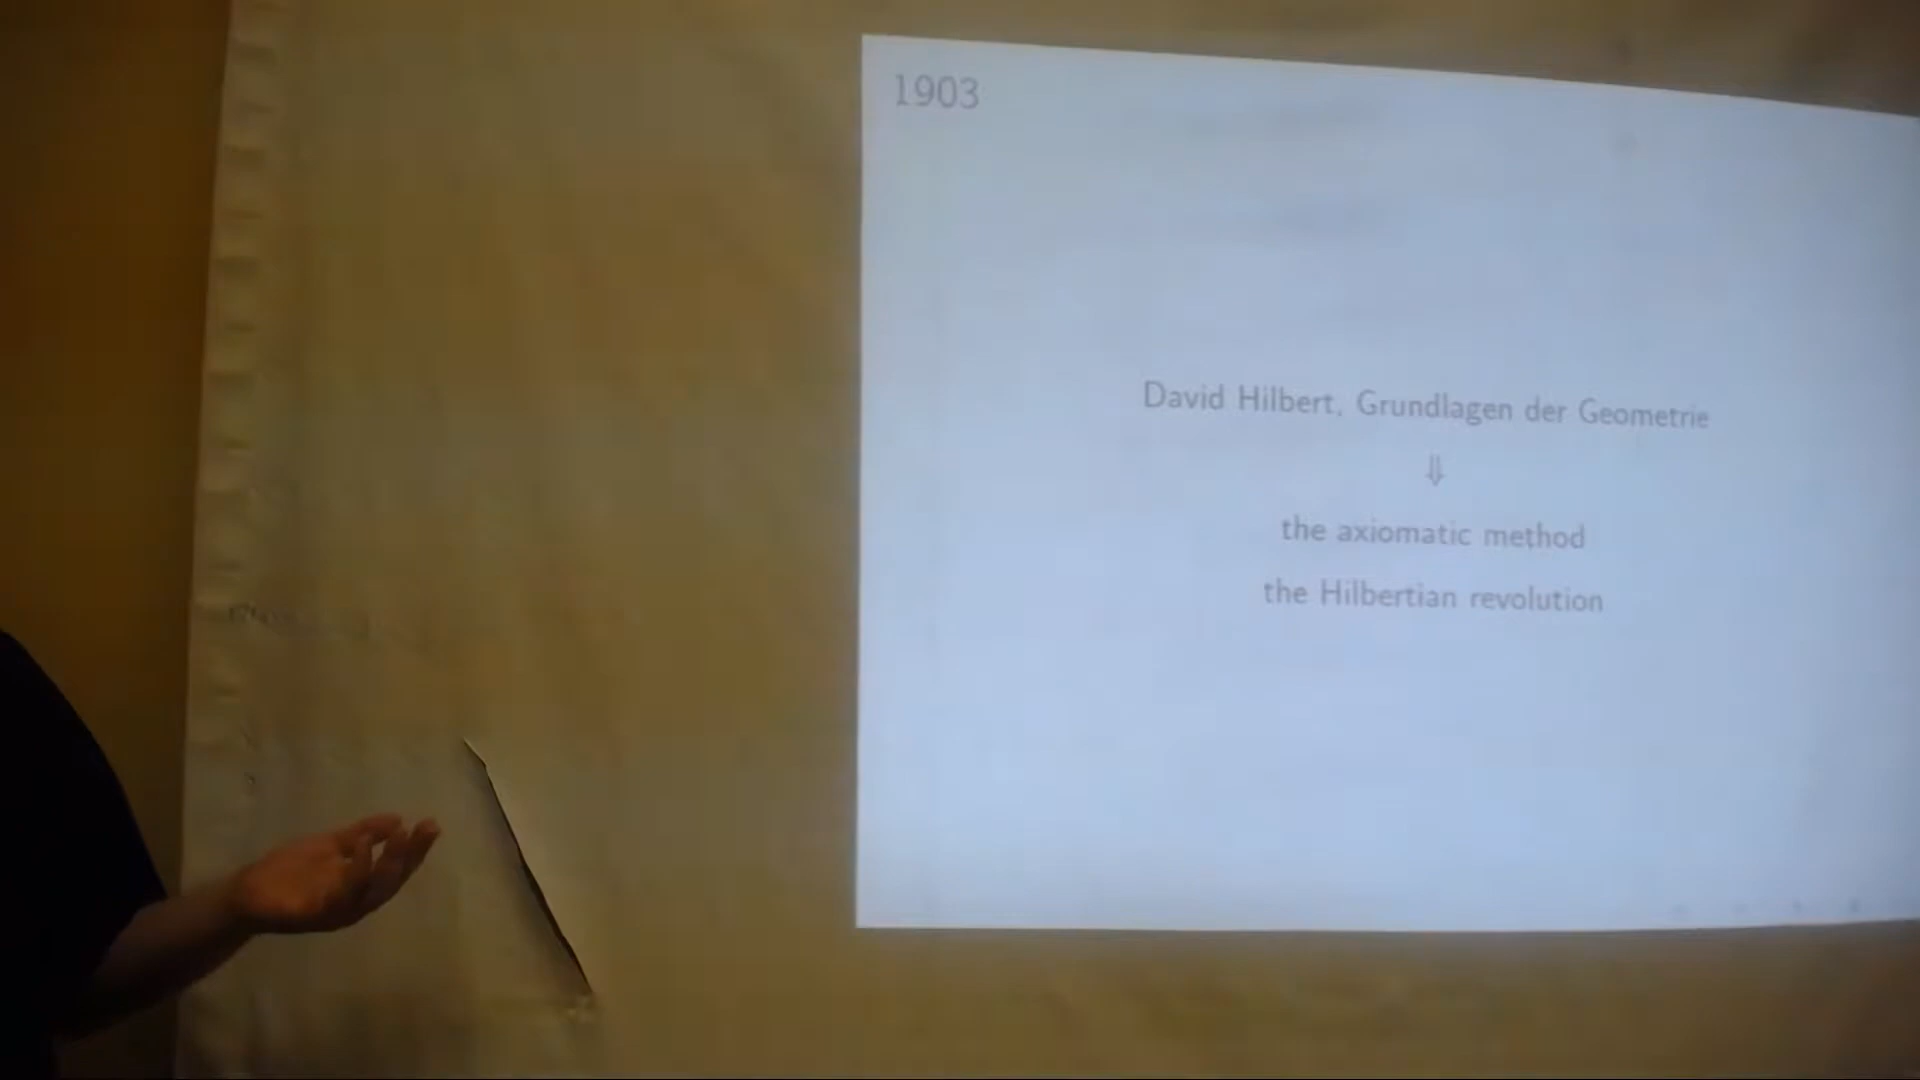 1903
David Hilbert, Grundlagen der Geometrie
⇓
the axiomatic method
the Hilbertian revolution